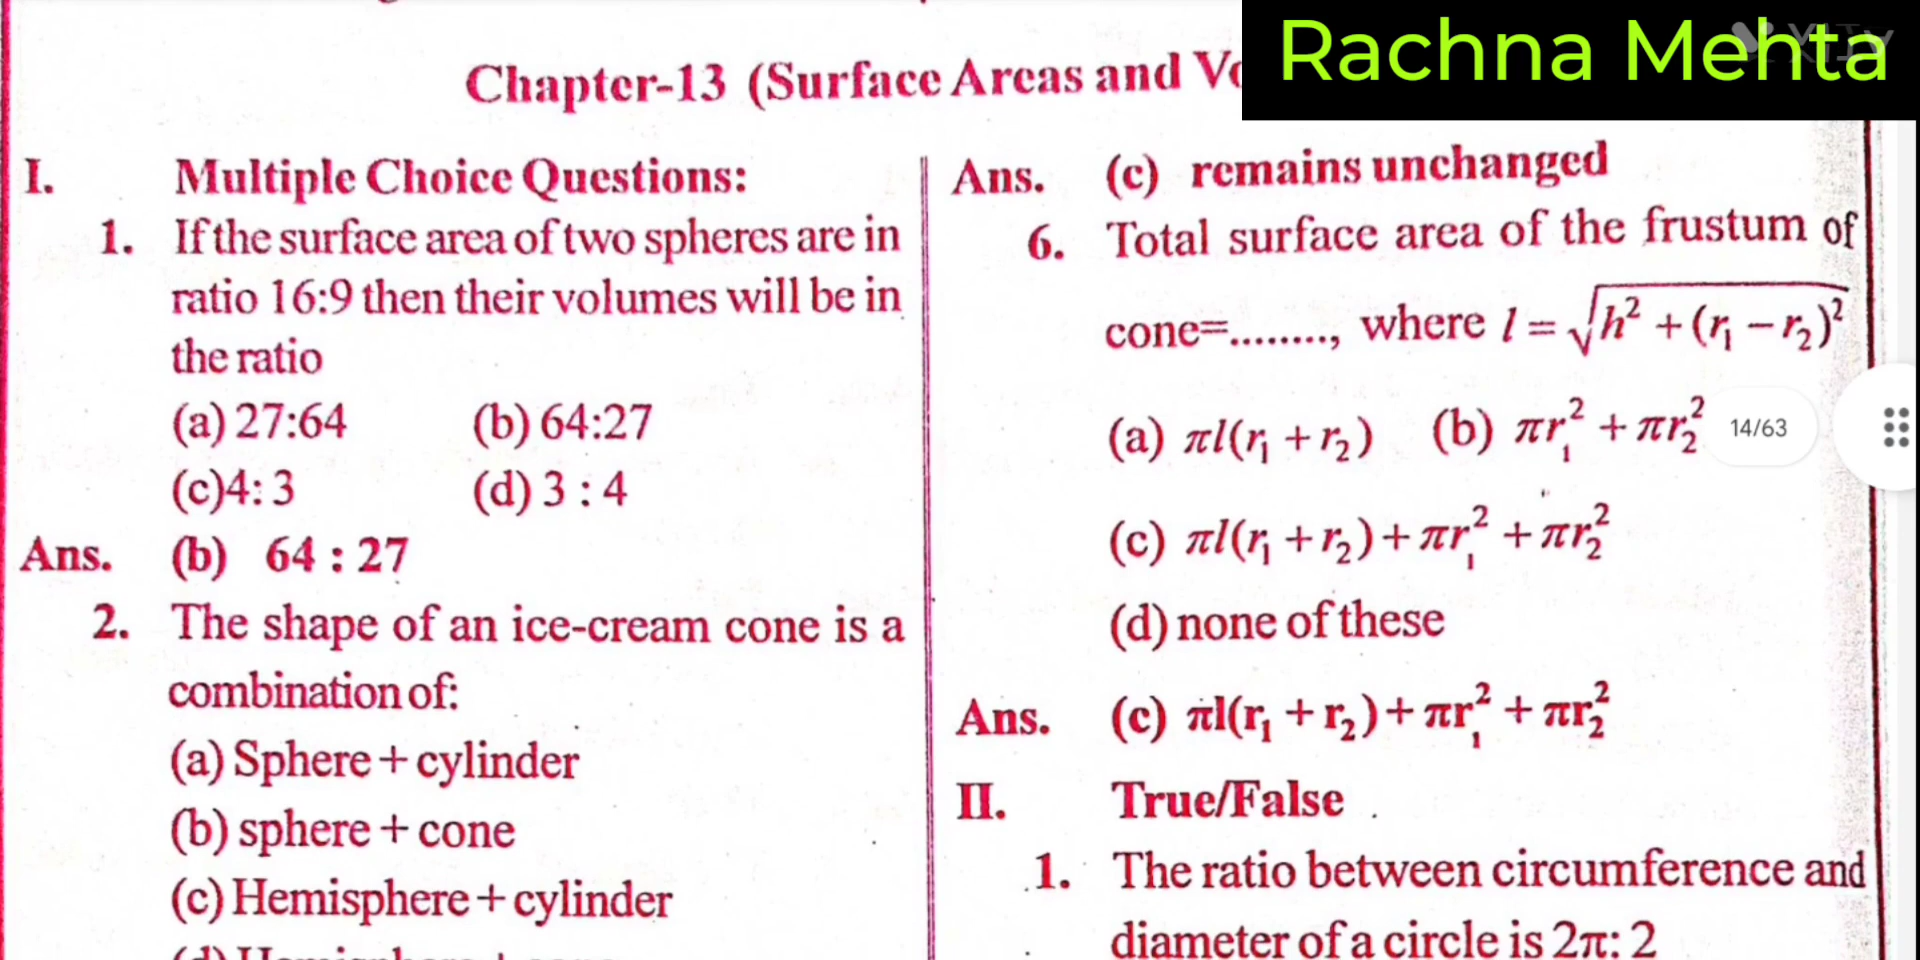 Rachna Mehta
Chapter-13 (Surface Areas and
I. Multiple Choice Questions:
1. If the surface area of two spheres are in
ratio 16:9 then their volumes will be in
the ratio
(a) 27:64 (b) 64:27
(c)4:3 (d) 3 : 4
Ans. (b) 64 : 27
2. The shape of an ice-cream cone is a
combination of:
(a) Sphere + cylinder
(b) sphere + cone
(c) Hemisphere + cylinder
Ans. (c) remains unchanged
6. Total surface area of the frustum of
cone=........, where l = √(h² + (r₁ − r₂)²)
(a) πl(r₁ + r₂) (b) πr₁² + πr₂²
14/63
(c) πl(r₁ + r₂) + πr₁² + πr₂²
(d) none of these
Ans. (c) πl(r₁ + r₂) + πr₁² + πr₂²
II. True/False
1. The ratio between circumference and
diameter of a circle is 2π: 2